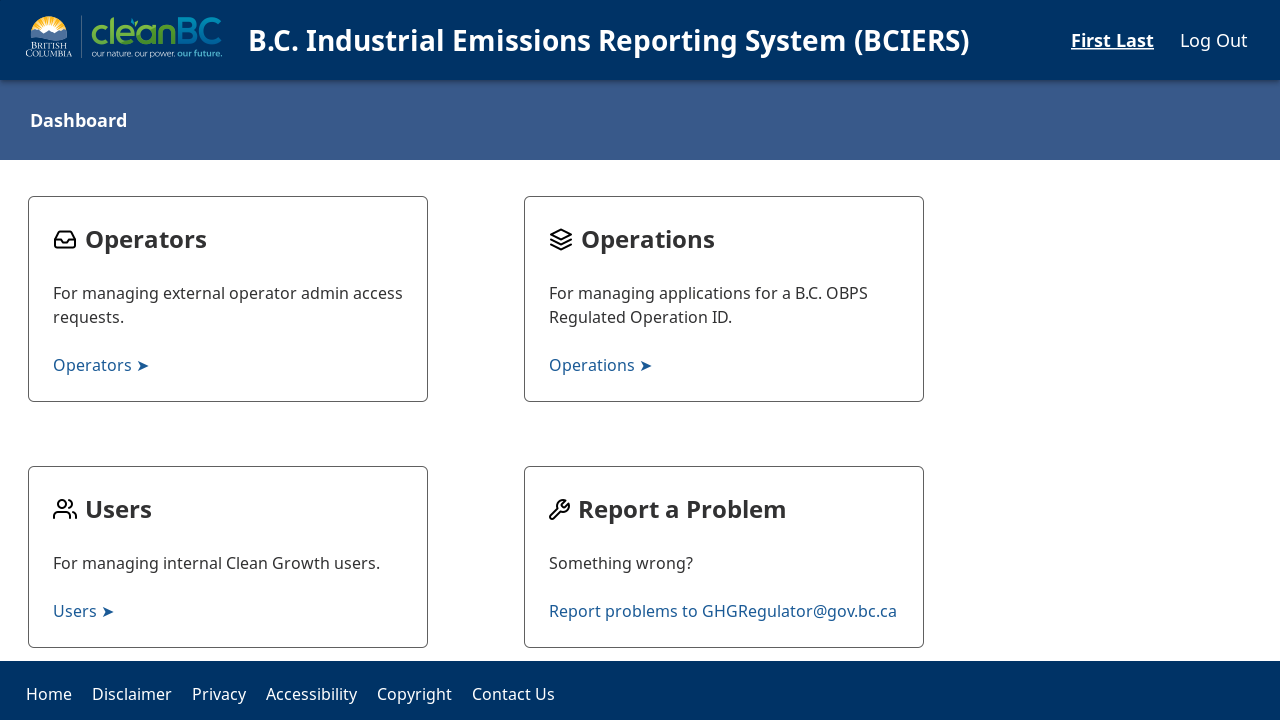 BRITISH
COLUMBIA
cleanBC
our nature. our power. our future.
B.C. Industrial Emissions Reporting System (BCIERS)
First Last
Log Out
Dashboard
Operators
For managing external operator admin access
requests.
Operators ➤
Operations
For managing applications for a B.C. OBPS
Regulated Operation ID.
Operations ➤
Users
For managing internal Clean Growth users.
Users ➤
Report a Problem
Something wrong?
Report problems to GHGRegulator@gov.bc.ca
Home Disclaimer Privacy Accessibility Copyright Contact Us